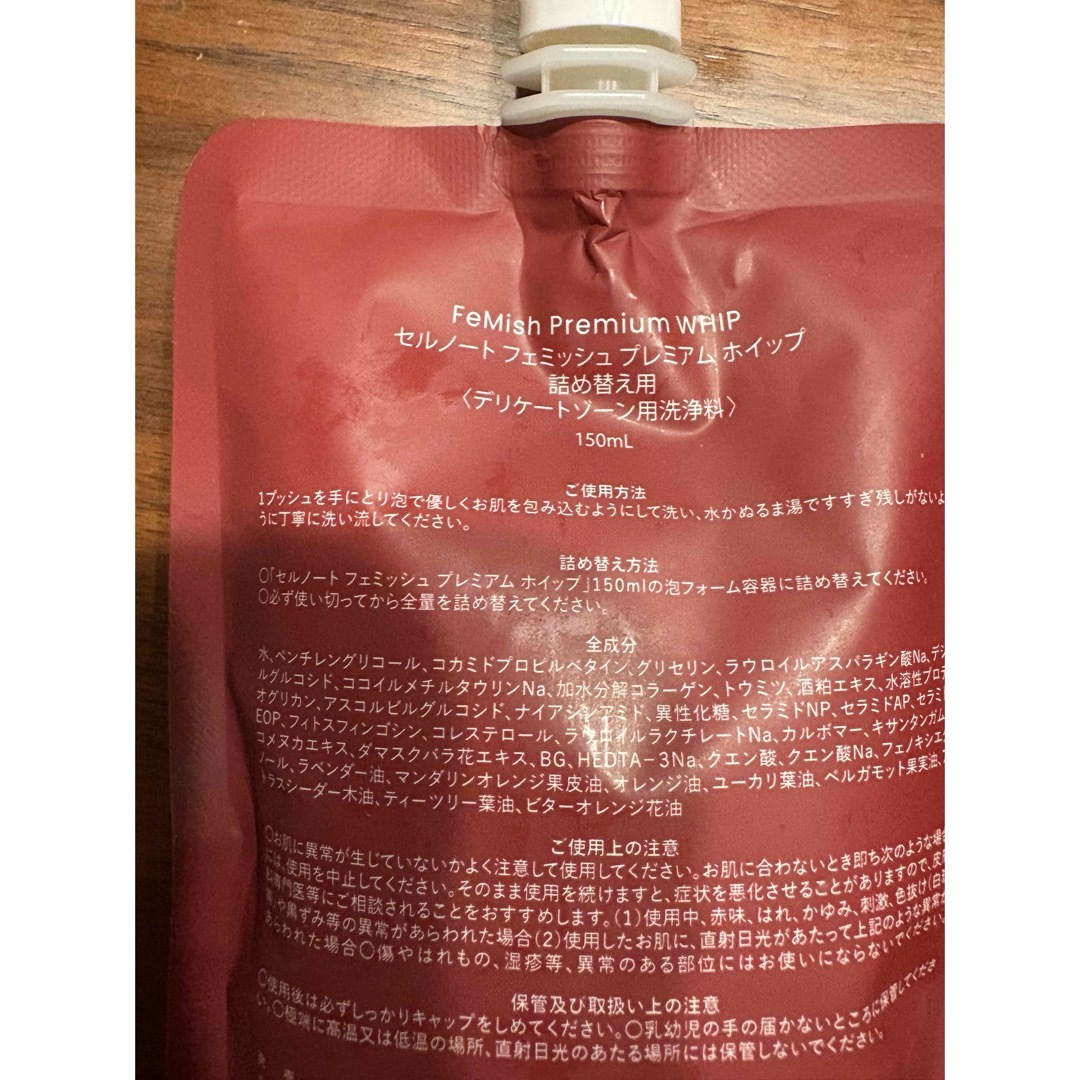 FeMish Premium WHIP
セルノート フェミッシュ プレミアム ホイップ
詰め替え用
〈デリケートゾーン用洗浄料〉
150mL
ご使用方法
1プッシュを手にとり泡で優しくお肌を包み込むようにして洗い、水かぬるま湯ですすぎ残しがないよ
うに丁寧に洗い流してください。
詰め替え方法
○「セルノート フェミッシュ プレミアム ホイップ」150mlの泡フォーム容器に詰め替えてください。
○必ず使い切ってから全量を詰め替えてください。
全成分
水、ペンチレングリコール、コカミドプロピルベタイン、グリセリン、ラウロイルアスパラギン酸Na、デシ
ルグルコシド、ココイルメチルタウリンNa、加水分解コラーゲン、トウミツ、酒粕エキス、水溶性プロテ
オグリカン、アスコルビルグルコシド、ナイアシンアミド、異性化糖、セラミドNP、セラミドAP、セラミド
EOP、フィトスフィンゴシン、コレステロール、ラウロイルラクチレートNa、カルボマー、キサンタンガム
コメヌカエキス、ダマスクバラ花エキス、BG、HEDTA-3Na、クエン酸、クエン酸Na、フェノキシエタ
ノール、ラベンダー油、マンダリンオレンジ果皮油、オレンジ油、ユーカリ葉油、ベルガモット果実油、
トラスシーダー木油、ティーツリー葉油、ビターオレンジ花油
ご使用上の注意
○お肌に異常が生じていないかよく注意して使用してください。お肌に合わないとき即ち次のような場合
には、使用を中止してください。そのまま使用を続けますと、症状を悪化させることがありますので、皮膚
科専門医等にご相談されることをおすすめします。(1)使用中、赤味、はれ、かゆみ、刺激、色抜け(白斑
等)や黒ずみ等の異常があらわれた場合(2)使用したお肌に、直射日光があたって上記のような異常が
あらわれた場合○傷やはれもの、湿疹等、異常のある部位にはお使いにならないでください。
保管及び取扱い上の注意
○使用後は必ずしっかりキャップをしめてください。○乳幼児の手の届かないところに保管してくださ
い。○極端に高温又は低温の場所、直射日光のあたる場所には保管しないでください。